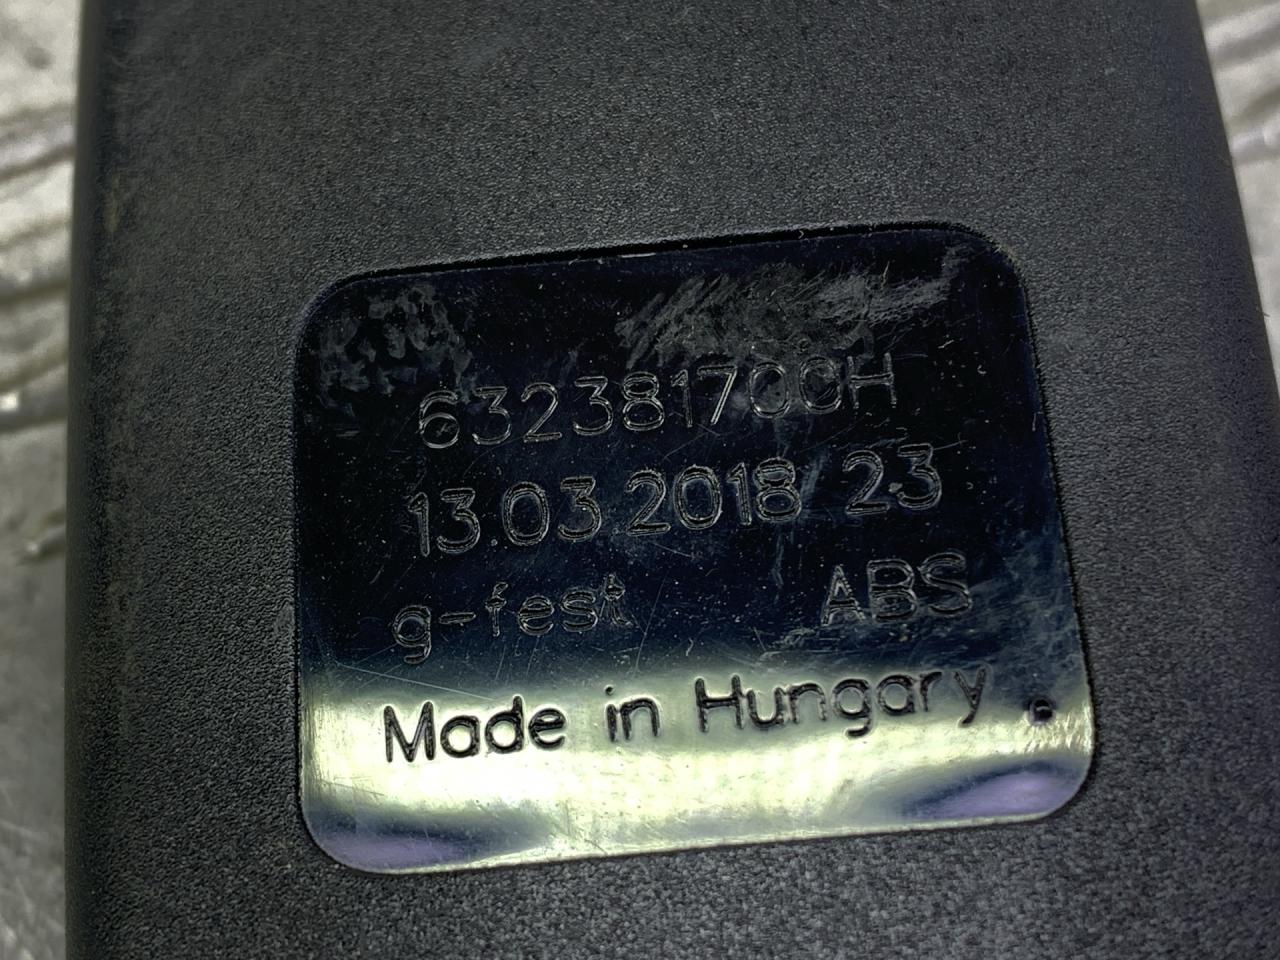 632381700H
13.03.2018 23
g-fest ABS
Made in Hungary